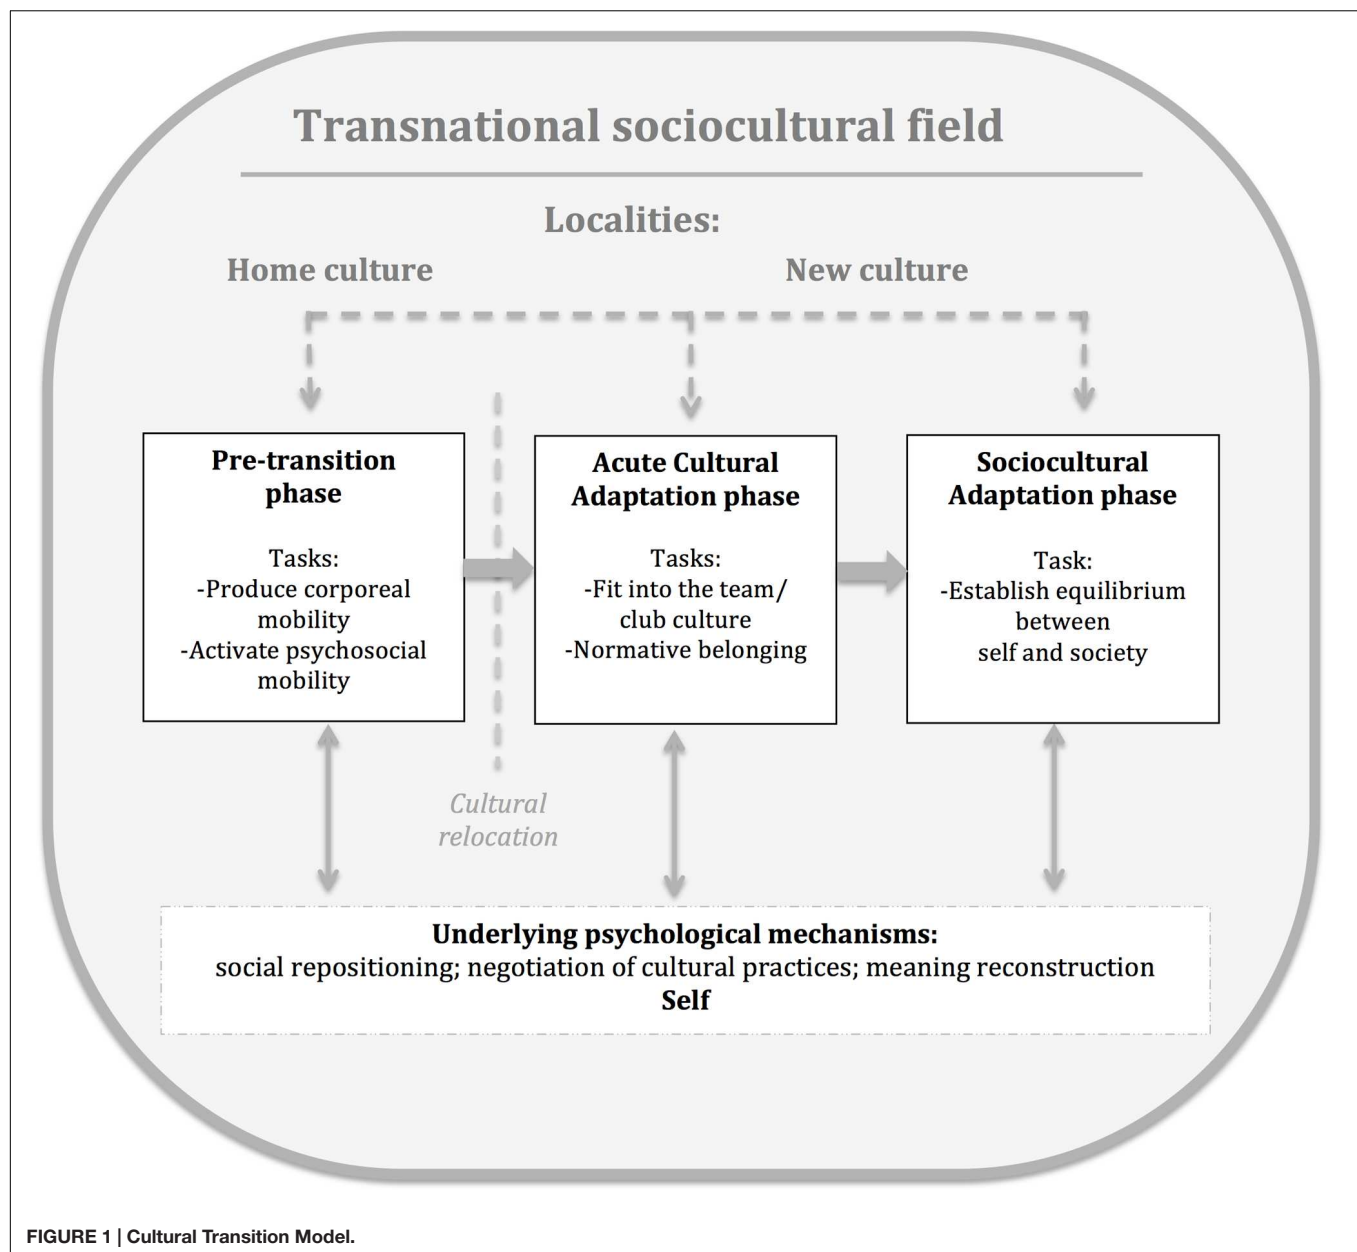 Transnational sociocultural field
Localities:
Home culture
New culture
Pre-transition
phase
Tasks:
-Produce corporeal
mobility
-Activate psychosocial
mobility
Acute Cultural
Adaptation phase
Tasks:
-Fit into the team/
club culture
-Normative belonging
Sociocultural
Adaptation phase
Task:
-Establish equilibrium
between
self and society
Cultural
relocation
Underlying psychological mechanisms:
social repositioning; negotiation of cultural practices; meaning reconstruction
Self
FIGURE 1 | Cultural Transition Model.